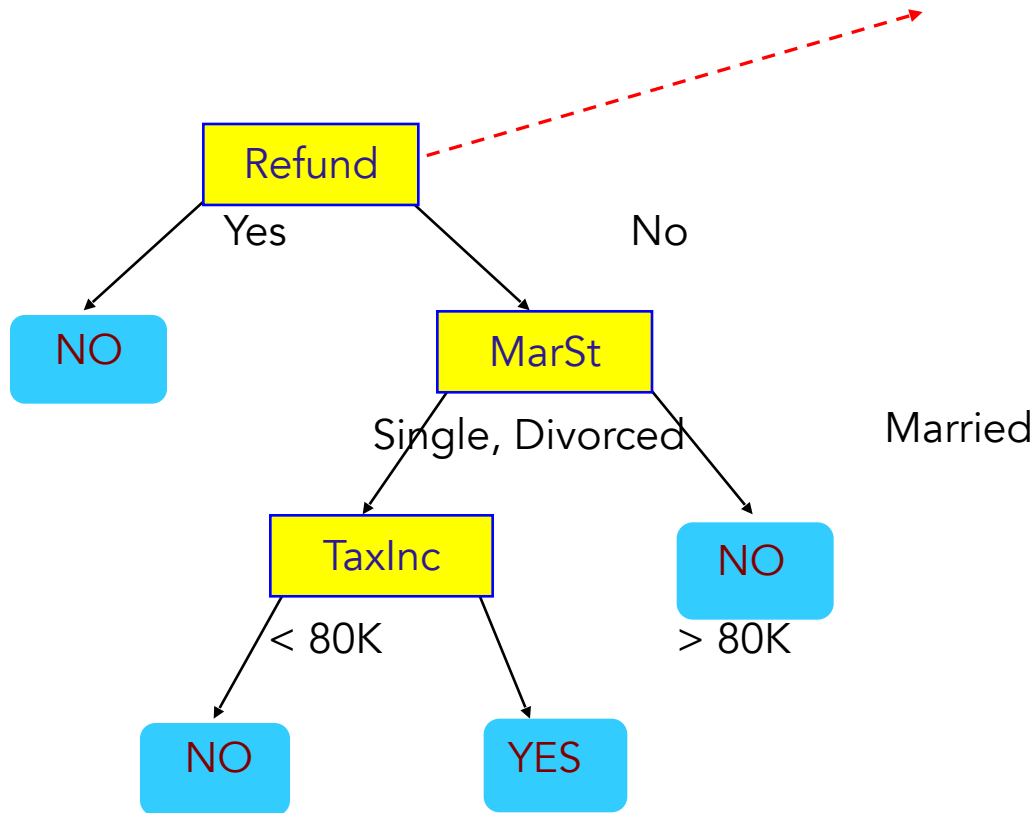 Refund
Yes No
NO
MarSt
Single, Divorced Married
TaxInc
NO
< 80K > 80K
NO YES